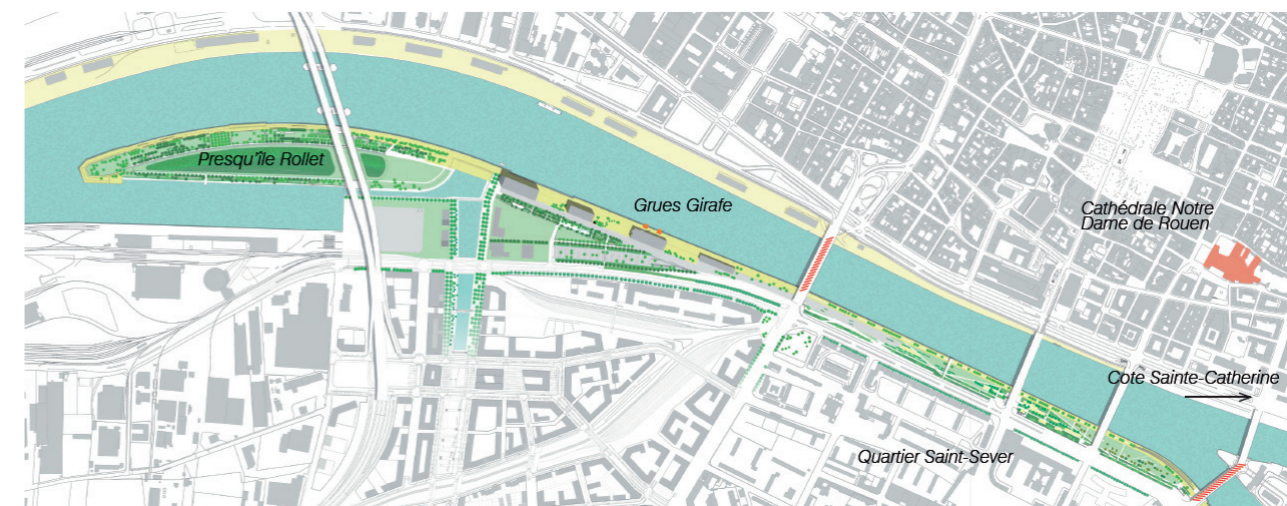 Presqu'île Rollet
Grues Girafe
Cathédrale Notre
Dame de Rouen
Cote Sainte-Catherine
Quartier Saint-Sever